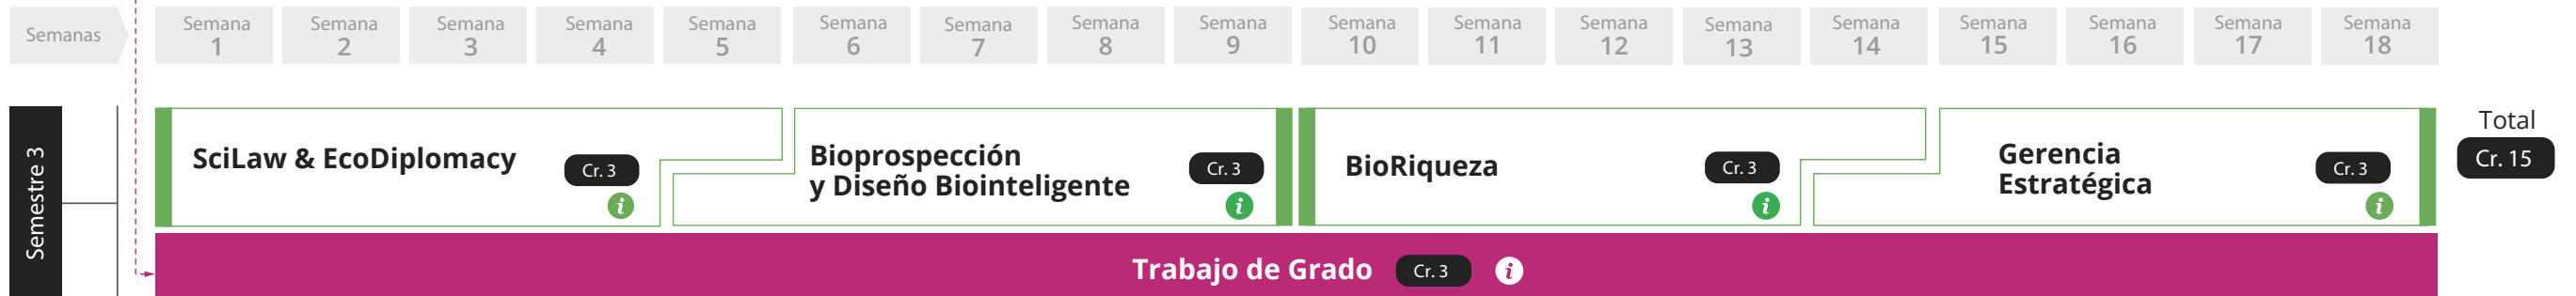 Semanas
Semana
1
Semana
2
Semana
3
Semana
4
Semana
5
Semana
6
Semana
7
Semana
8
Semana
9
Semana
10
Semana
11
Semana
12
Semana
13
Semana
14
Semana
15
Semana
16
Semana
17
Semana
18
Semestre 3
SciLaw & EcoDiplomacy
Cr. 3
i
Bioprospección
y Diseño Biointeligente
Cr. 3
i
BioRiqueza
Cr. 3
i
Gerencia
Estratégica
Cr. 3
i
Total
Cr. 15
Trabajo de Grado
Cr. 3
i